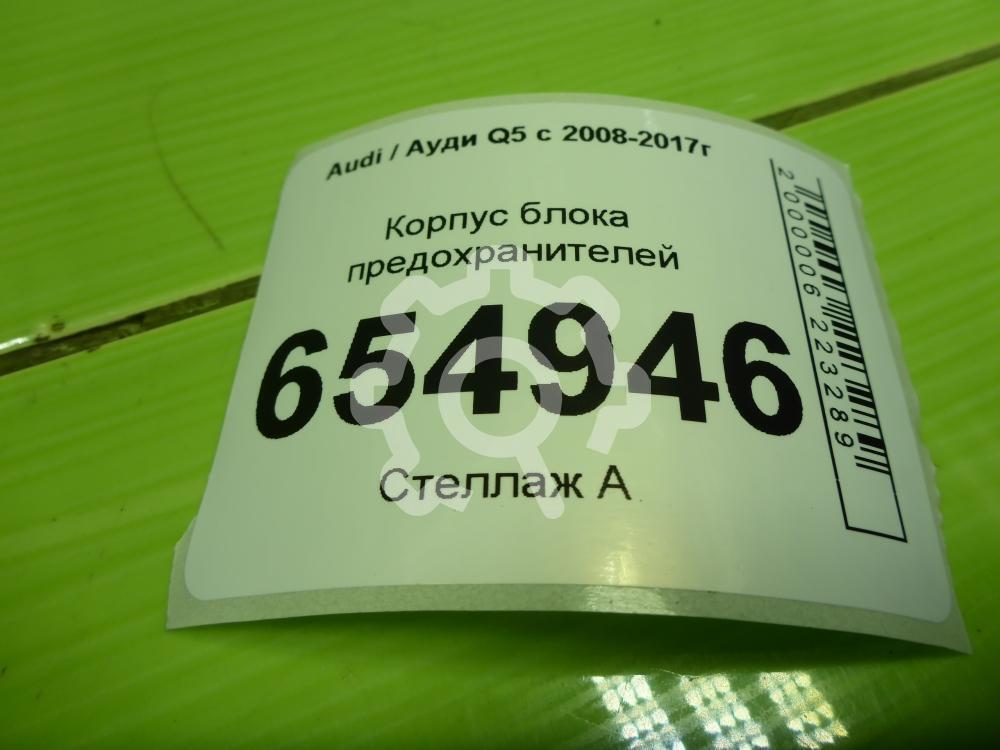 Audi / Ауди Q5 с 2008-2017г
Корпус блока
предохранителей
654946
Стеллаж А
2000006223289